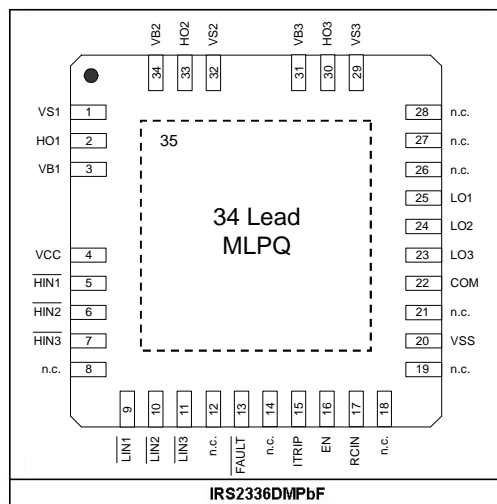 VB2
HO2
VS2
VB3
HO3
VS3
34
33
32
31
30
29
VS1 1
HO1 2
VB1 3
VCC 4
HIN1 5
HIN2 6
HIN3 7
n.c. 8
35
34 Lead
MLPQ
28 n.c.
27 n.c.
26 n.c.
25 LO1
24 LO2
23 LO3
22 COM
21 n.c.
20 VSS
19 n.c.
9
10
11
12
13
14
15
16
17
18
LIN1
LIN2
LIN3
n.c.
FAULT
n.c.
ITRIP
EN
RCIN
n.c.
IRS2336DMPbF